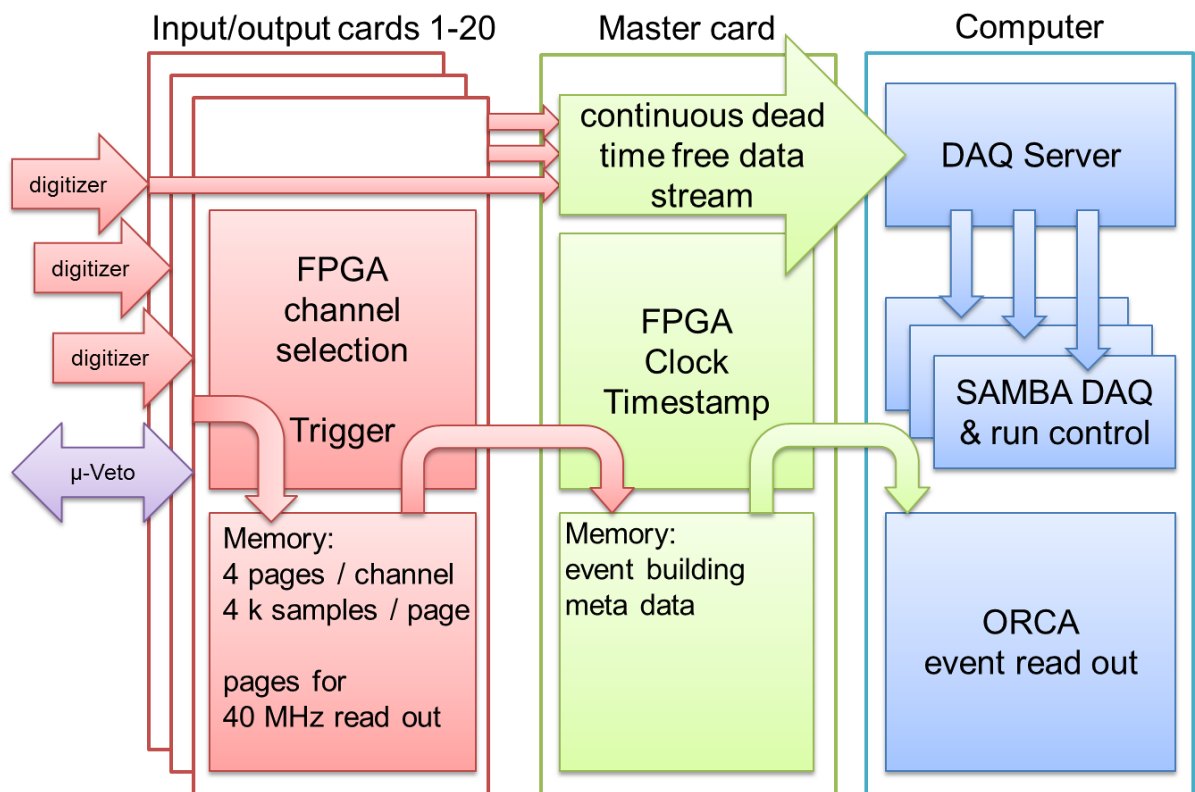 Input/output cards 1-20
Master card
Computer
digitizer
digitizer
digitizer
µ-Veto
FPGA
channel
selection
Trigger
Memory:
4 pages / channel
4 k samples / page
pages for
40 MHz read out
continuous dead
time free data
stream
FPGA
Clock
Timestamp
Memory:
event building
meta data
DAQ Server
SAMBA DAQ
& run control
ORCA
event read out